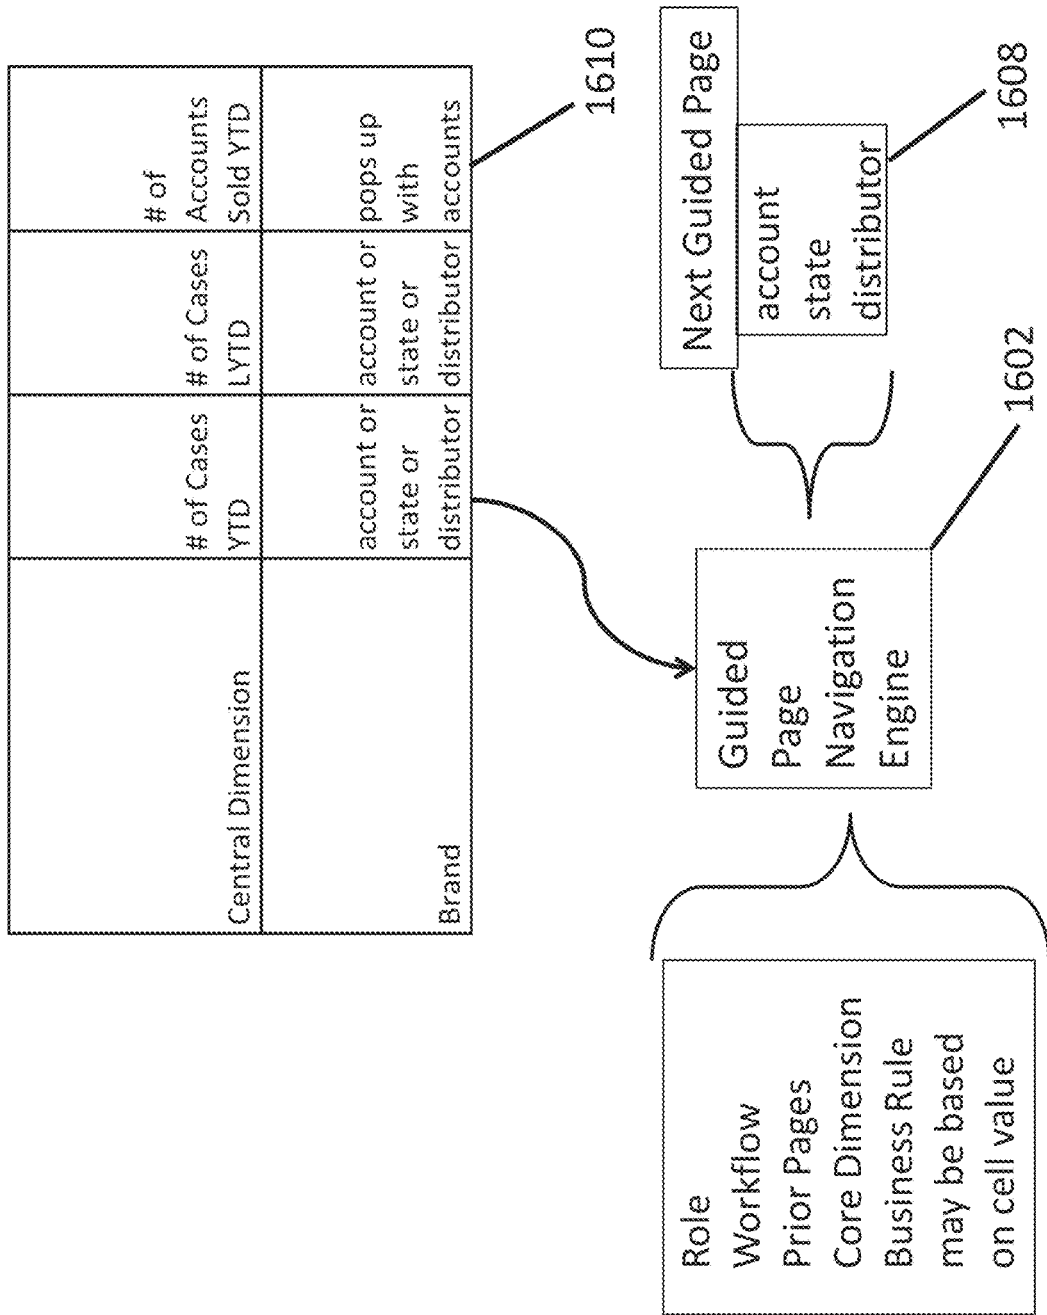 Central Dimension
# of Cases
YTD
# of Cases
LYTD
# of
Accounts
Sold YTD
Brand
account or
state or
distributor
account or
state or
distributor
pops up
with
accounts
1610
Role
Workflow
Prior Pages
Core Dimension
Business Rule
may be based
on cell value
Guided
Page
Navigation
Engine
1602
Next Guided Page
account
state
distributor
1608